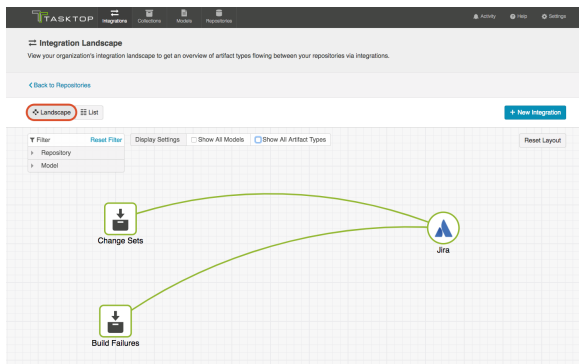 TASKTOP Integrations Collections Models Repositories Activity Help Settings
Integration Landscape
View your organization's integration landscape to get an overview of artifact types flowing between your repositories via integrations.
Back to Repositories
Landscape List + New Integration
Filter Reset Filter Display Settings Show All Models Show All Artifact Types Reset Layout
Repository
Model
Change Sets
Jira
Build Failures